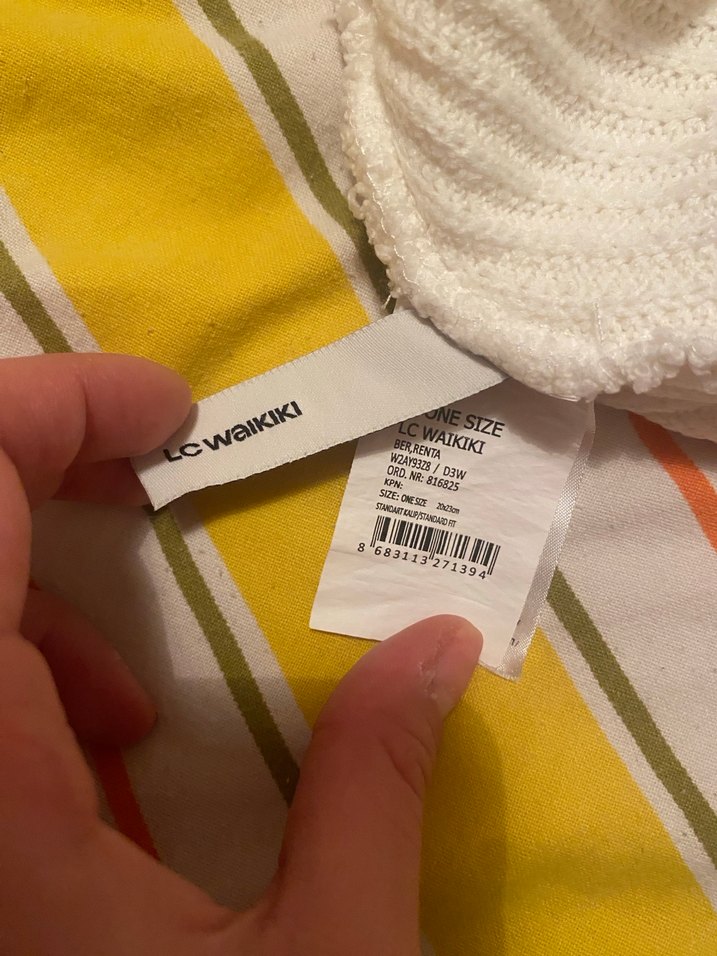 LC WAIKIKI
ONE SIZE
LC WAIKIKI
BER,RENTA
W2AY93Z8 / D3W
ORD. NR: 816825
KPN:
SIZE: ONE SIZE 20x23cm
STANDART KALIP/STANDARD FIT
8 683113 271394